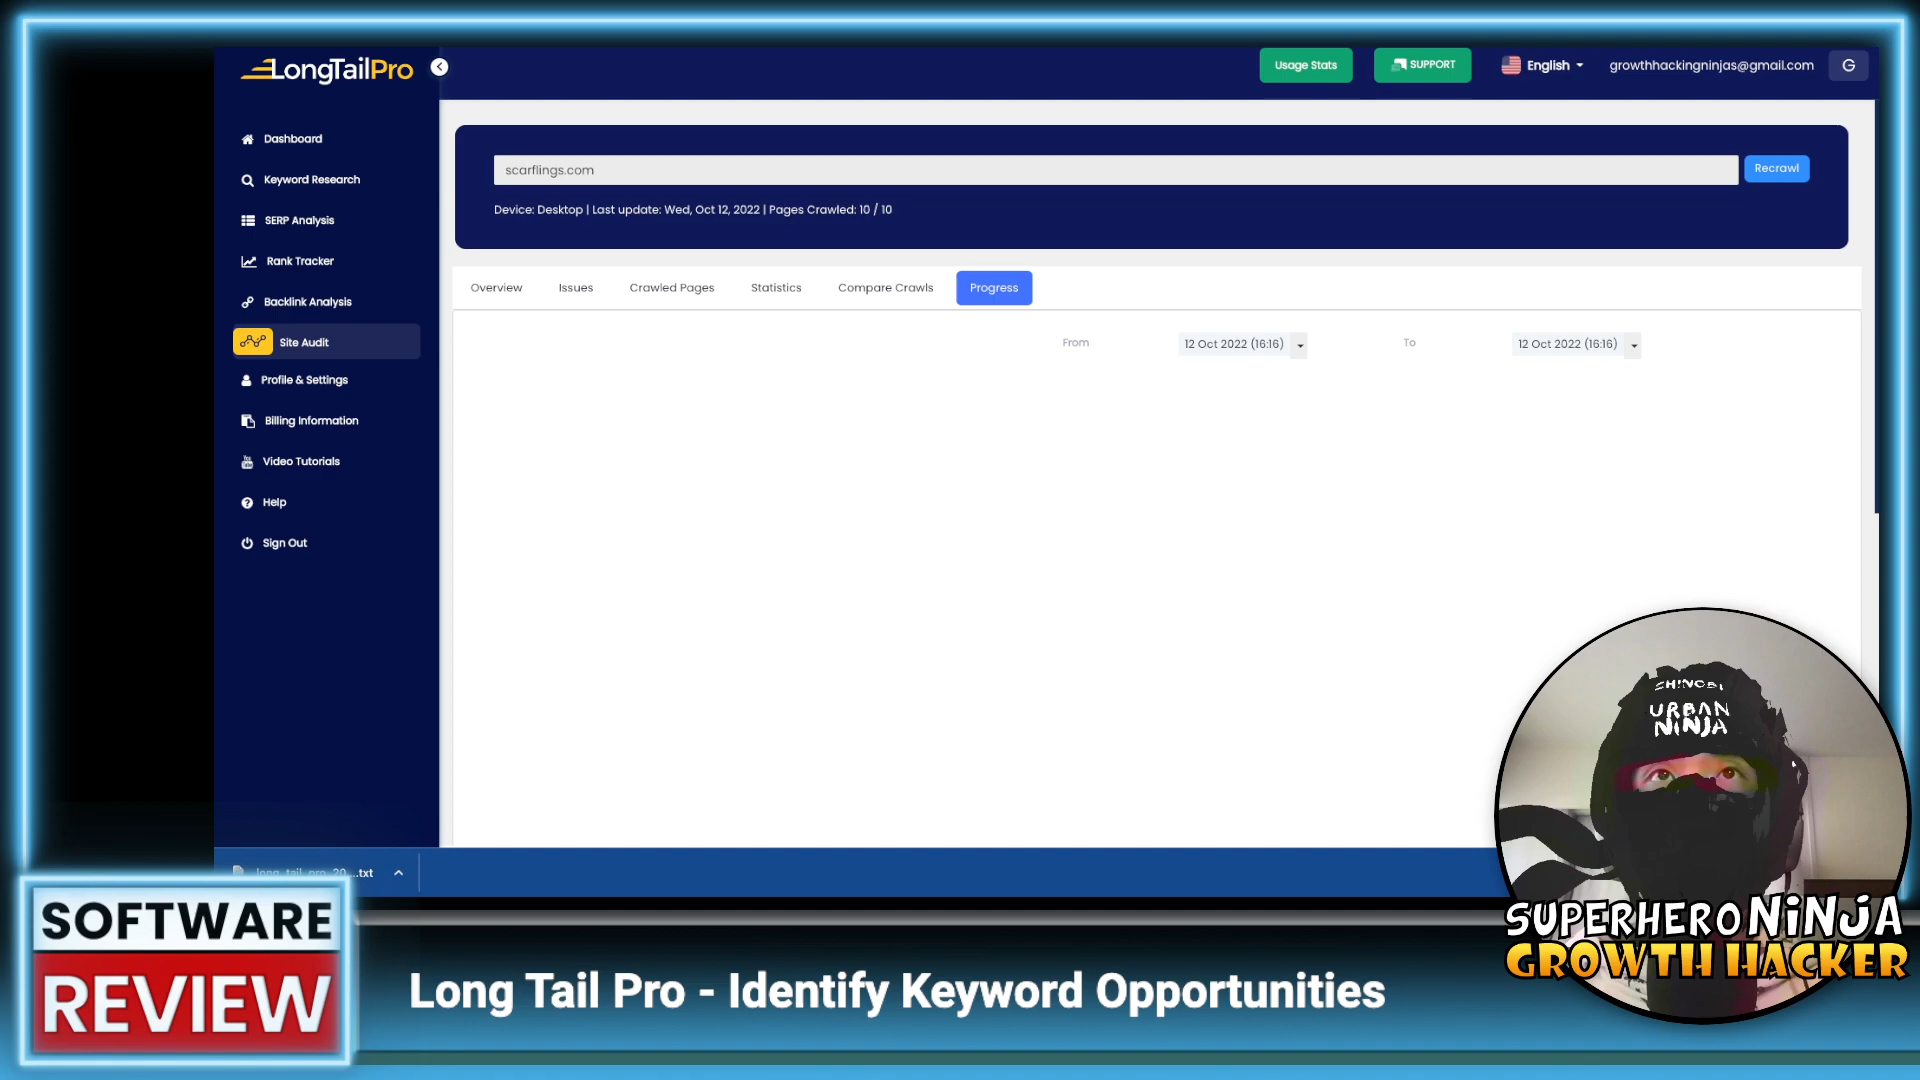 LongTailPro
Usage Stats
SUPPORT
English
growthhackingninjas@gmail.com
G
Dashboard
Keyword Research
SERP Analysis
Rank Tracker
Backlink Analysis
Site Audit
Profile & Settings
Billing Information
Video Tutorials
Help
Sign Out
scarflings.com
Recrawl
Device: Desktop | Last update: Wed, Oct 12, 2022 | Pages Crawled: 10 / 10
Overview
Issues
Crawled Pages
Statistics
Compare Crawls
Progress
From
12 Oct 2022 (16:16)
To
12 Oct 2022 (16:16)
long_tail_pro_20....txt
SHINOBI
URBAN
NINJA
SUPERHERO NINJA
GROWTH HACKER
SOFTWARE
REVIEW
Long Tail Pro - Identify Keyword Opportunities